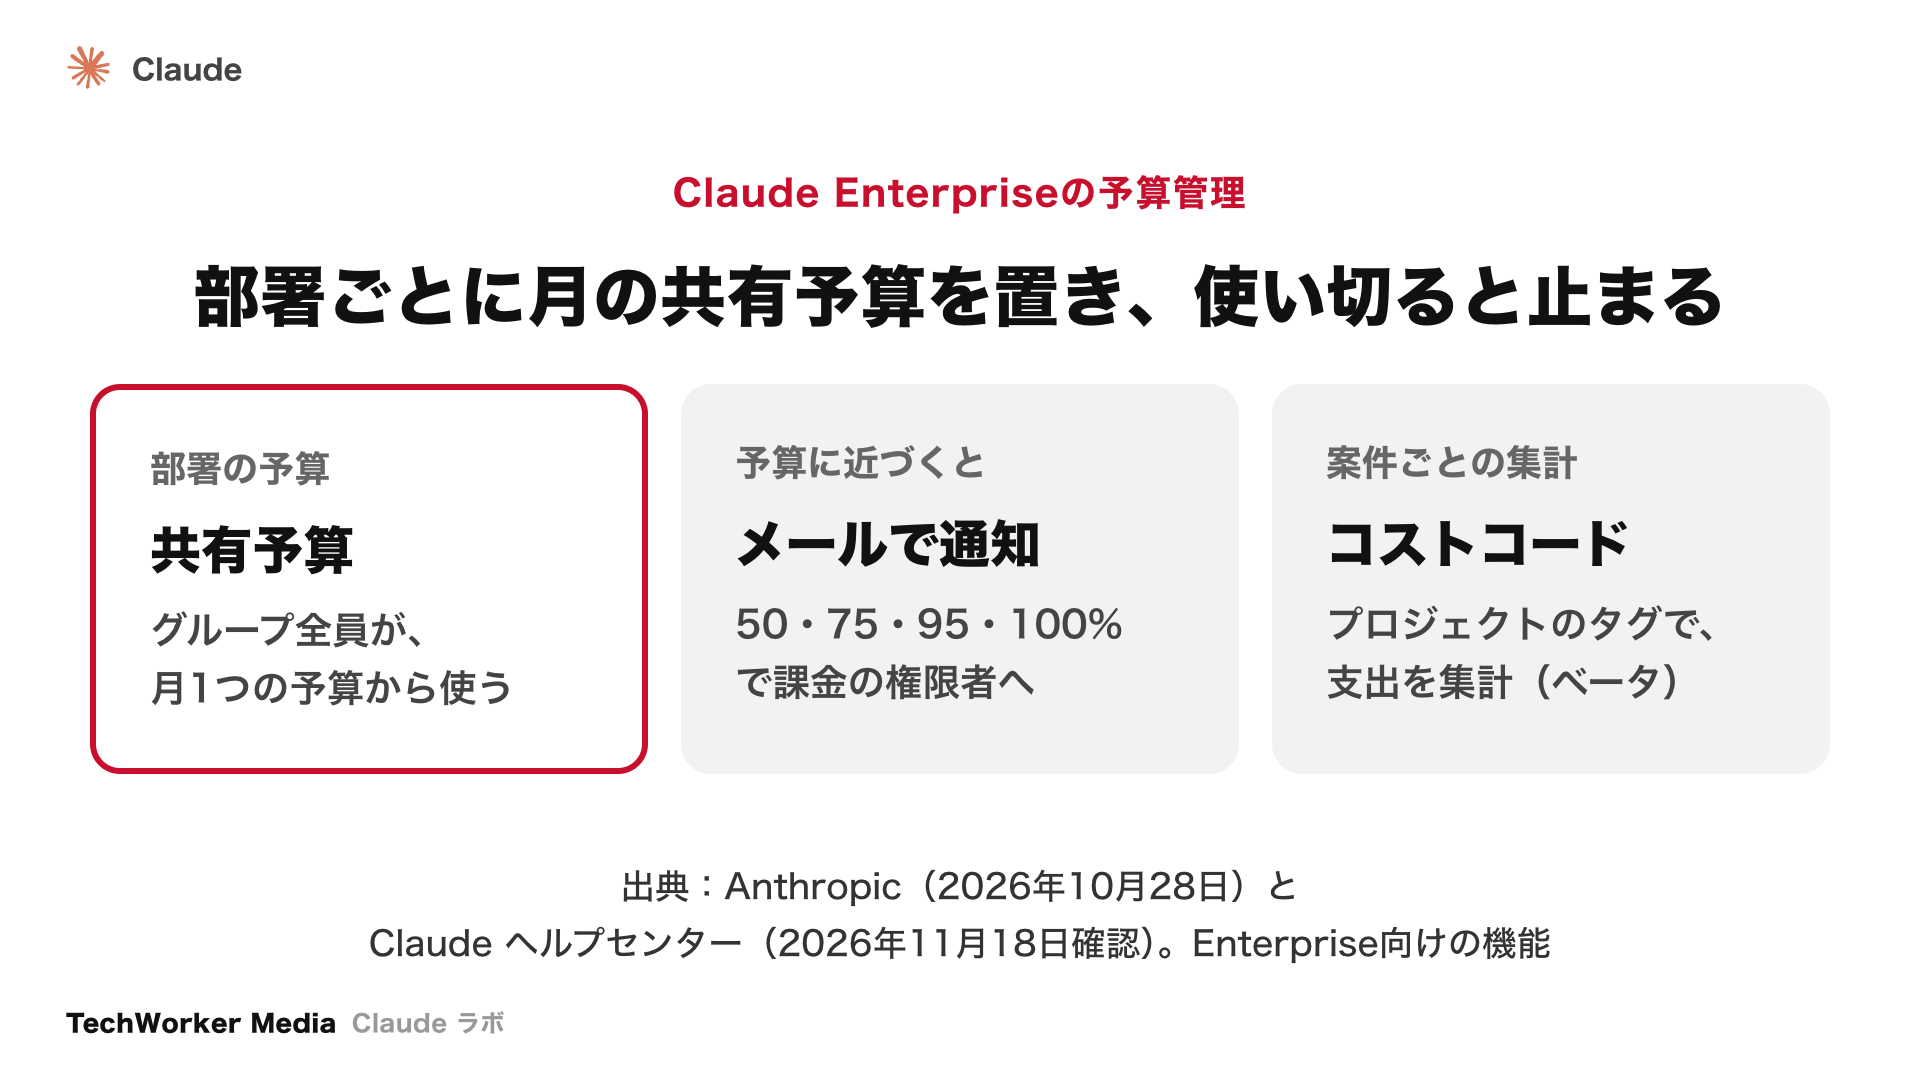 Claude
Claude Enterpriseの予算管理
部署ごとに月の共有予算を置き、使い切ると止まる
部署の予算
共有予算
グループ全員が、
月1つの予算から使う
予算に近づくと
メールで通知
50・75・95・100%
で課金の権限者へ
案件ごとの集計
コストコード
プロジェクトのタグで、
支出を集計（ベータ）
出典：Anthropic（2026年10月28日）と
Claude ヘルプセンター（2026年11月18日確認）。Enterprise向けの機能
TechWorker Media Claude ラボ